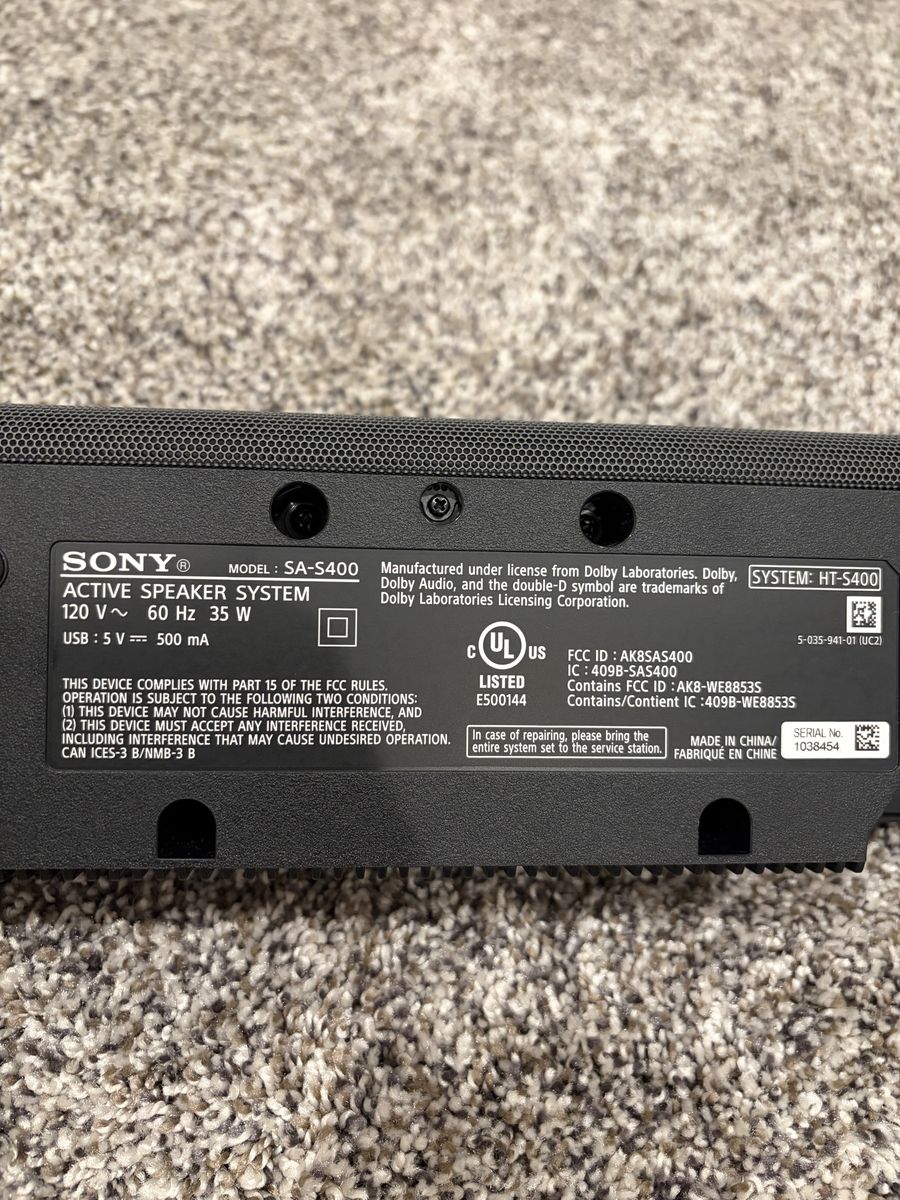 SONY®
MODEL : SA-S400
ACTIVE SPEAKER SYSTEM
120 V~ 60 Hz 35 W
USB : 5 V⎓ 500 mA
THIS DEVICE COMPLIES WITH PART 15 OF THE FCC RULES.
OPERATION IS SUBJECT TO THE FOLLOWING TWO CONDITIONS:
(1) THIS DEVICE MAY NOT CAUSE HARMFUL INTERFERENCE, AND
(2) THIS DEVICE MUST ACCEPT ANY INTERFERENCE RECEIVED,
INCLUDING INTERFERENCE THAT MAY CAUSE UNDESIRED OPERATION.
CAN ICES-3 B/NMB-3 B
Manufactured under license from Dolby Laboratories. Dolby,
Dolby Audio, and the double-D symbol are trademarks of
Dolby Laboratories Licensing Corporation.
SYSTEM: HT-S400
5-035-941-01 (UC2)
C UL US
LISTED
E500144
FCC ID : AK8SAS400
IC : 409B-SAS400
Contains FCC ID : AK8-WE8853S
Contains/Contient IC : 409B-WE8853S
In case of repairing, please bring the
entire system set to the service station.
MADE IN CHINA/
FABRIQUÉ EN CHINE
SERIAL No.
1038454